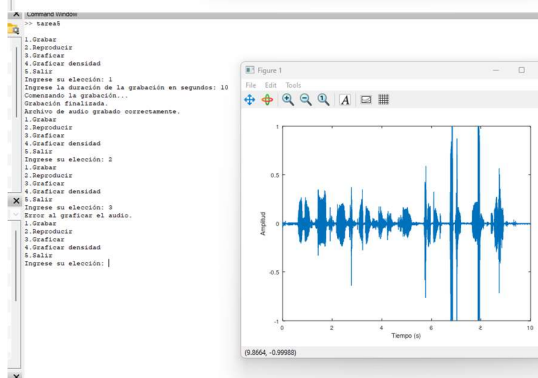 Command Window
>> tarea5
1.Grabar
2.Reproducir
3.Graficar
4.Graficar densidad
5.Salir
Ingrese su elección: 1
Ingrese la duración de la grabación en segundos: 10
Comenzando la grabación...
Grabación finalizada.
Archivo de audio grabado correctamente.
1.Grabar
2.Reproducir
3.Graficar
4.Graficar densidad
5.Salir
Ingrese su elección: 2
1.Grabar
2.Reproducir
3.Graficar
4.Graficar densidad
5.Salir
Ingrese su elección: 3
Error al graficar el audio.
1.Grabar
2.Reproducir
3.Graficar
4.Graficar densidad
5.Salir
Ingrese su elección:
Figure 1
File Edit Tools
A
1
0.5
0
-0.5
-1
Amplitud
0 2 4 6 8 10
Tiempo (s)
(9.8664, -0.99988)